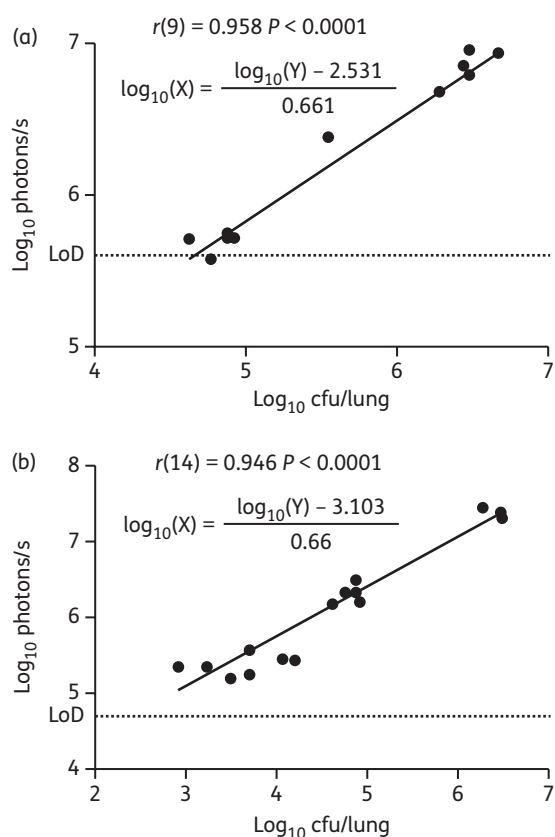 (a)
r(9) = 0.958 P < 0.0001
log10(X) = log10(Y) – 2.531
0.661
7
6
LoD
5
Log10 photons/s
4 5 6 7
Log10 cfu/lung
(b)
r(14) = 0.946 P < 0.0001
log10(X) = log10(Y) – 3.103
0.66
8
7
6
5
LoD
4
Log10 photons/s
2 3 4 5 6 7
Log10 cfu/lung